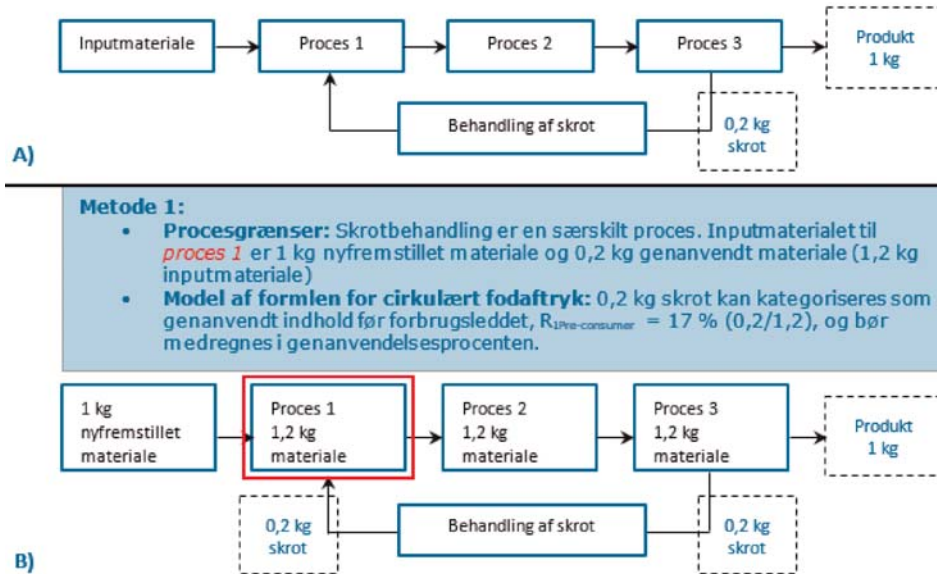 Inputmateriale
Proces 1
Proces 2
Proces 3
Produkt
1 kg
Behandling af skrot
0,2 kg
skrot
A)
Metode 1:
• Procesgrænser: Skrotbehandling er en særskilt proces. Inputmaterialet til
proces 1 er 1 kg nyfremstillet materiale og 0,2 kg genanvendt materiale (1,2 kg
inputmateriale)
• Model af formlen for cirkulært fodaftryk: 0,2 kg skrot kan kategoriseres som
genanvendt indhold før forbrugsleddet, R1Pre-consumer = 17 % (0,2/1,2), og bør
medregnes i genanvendelsesprocenten.
1 kg
nyfremstillet
materiale
Proces 1
1,2 kg
materiale
Proces 2
1,2 kg
materiale
Proces 3
1,2 kg
materiale
Produkt
1 kg
0,2 kg
skrot
Behandling af skrot
0,2 kg
skrot
B)